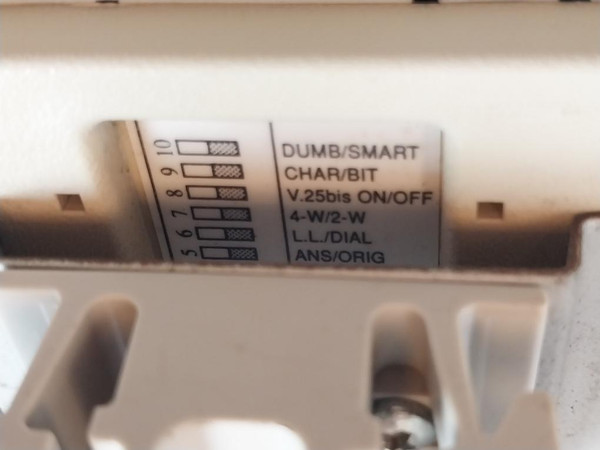 10 DUMB/SMART
9 CHAR/BIT
8 V.25bis ON/OFF
7 4-W/2-W
6 L.L./DIAL
5 ANS/ORIG